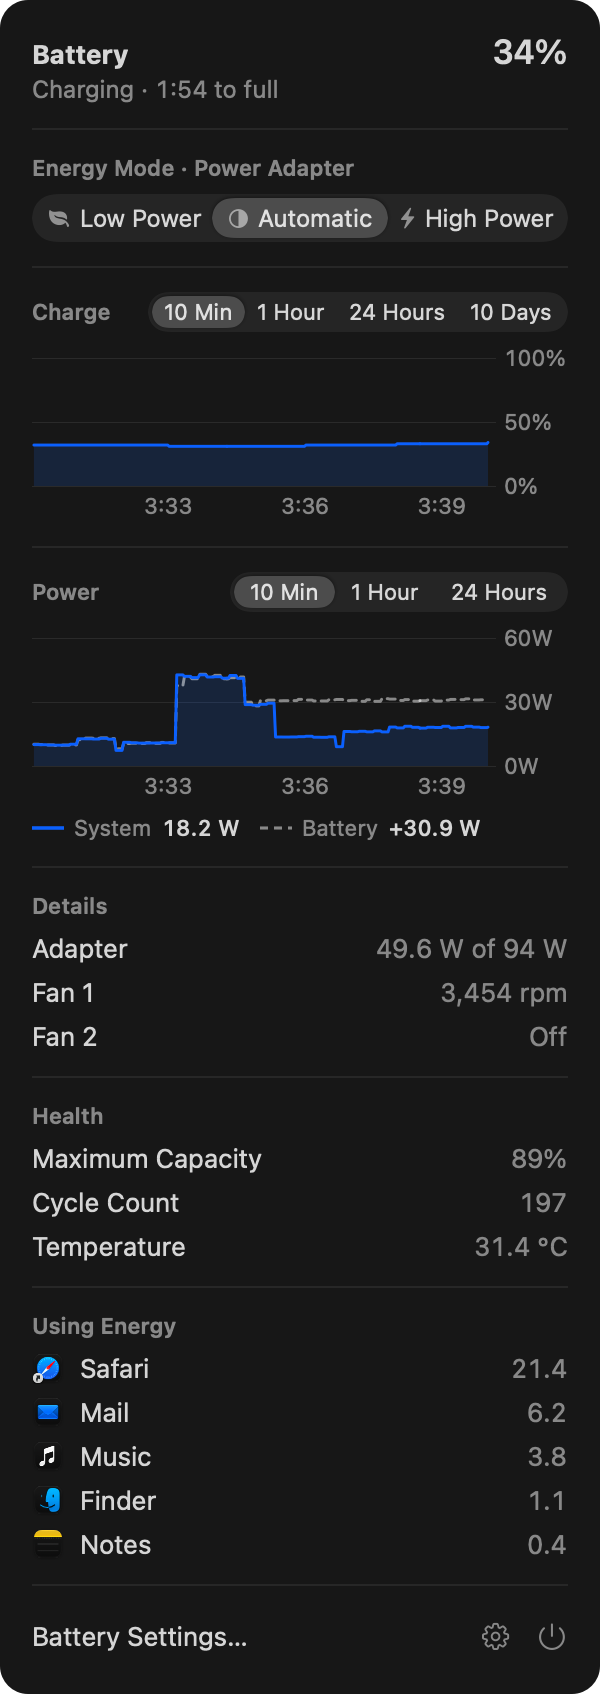 Battery 34%
Charging · 1:54 to full
Energy Mode · Power Adapter
Low Power Automatic High Power
Charge 10 Min 1 Hour 24 Hours 10 Days
100%
50%
0%
3:33 3:36 3:39
Power 10 Min 1 Hour 24 Hours
60W
30W
0W
3:33 3:36 3:39
System 18.2 W Battery +30.9 W
Details
Adapter 49.6 W of 94 W
Fan 1 3,454 rpm
Fan 2 Off
Health
Maximum Capacity 89%
Cycle Count 197
Temperature 31.4 °C
Using Energy
Safari 21.4
Mail 6.2
Music 3.8
Finder 1.1
Notes 0.4
Battery Settings...